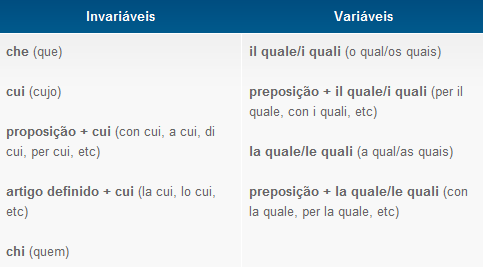 Invariáveis
Variáveis
che (que)
il quale/i quali (o qual/os quais)
cui (cujo)
preposição + il quale/i quali (per il
quale, con i quali, etc)
proposição + cui (con cui, a cui, di
cui, per cui, etc)
la quale/le quali (a qual/as quais)
artigo definido + cui (la cui, lo cui,
etc)
preposição + la quale/le quali (con
la quale, per la quale, etc)
chi (quem)